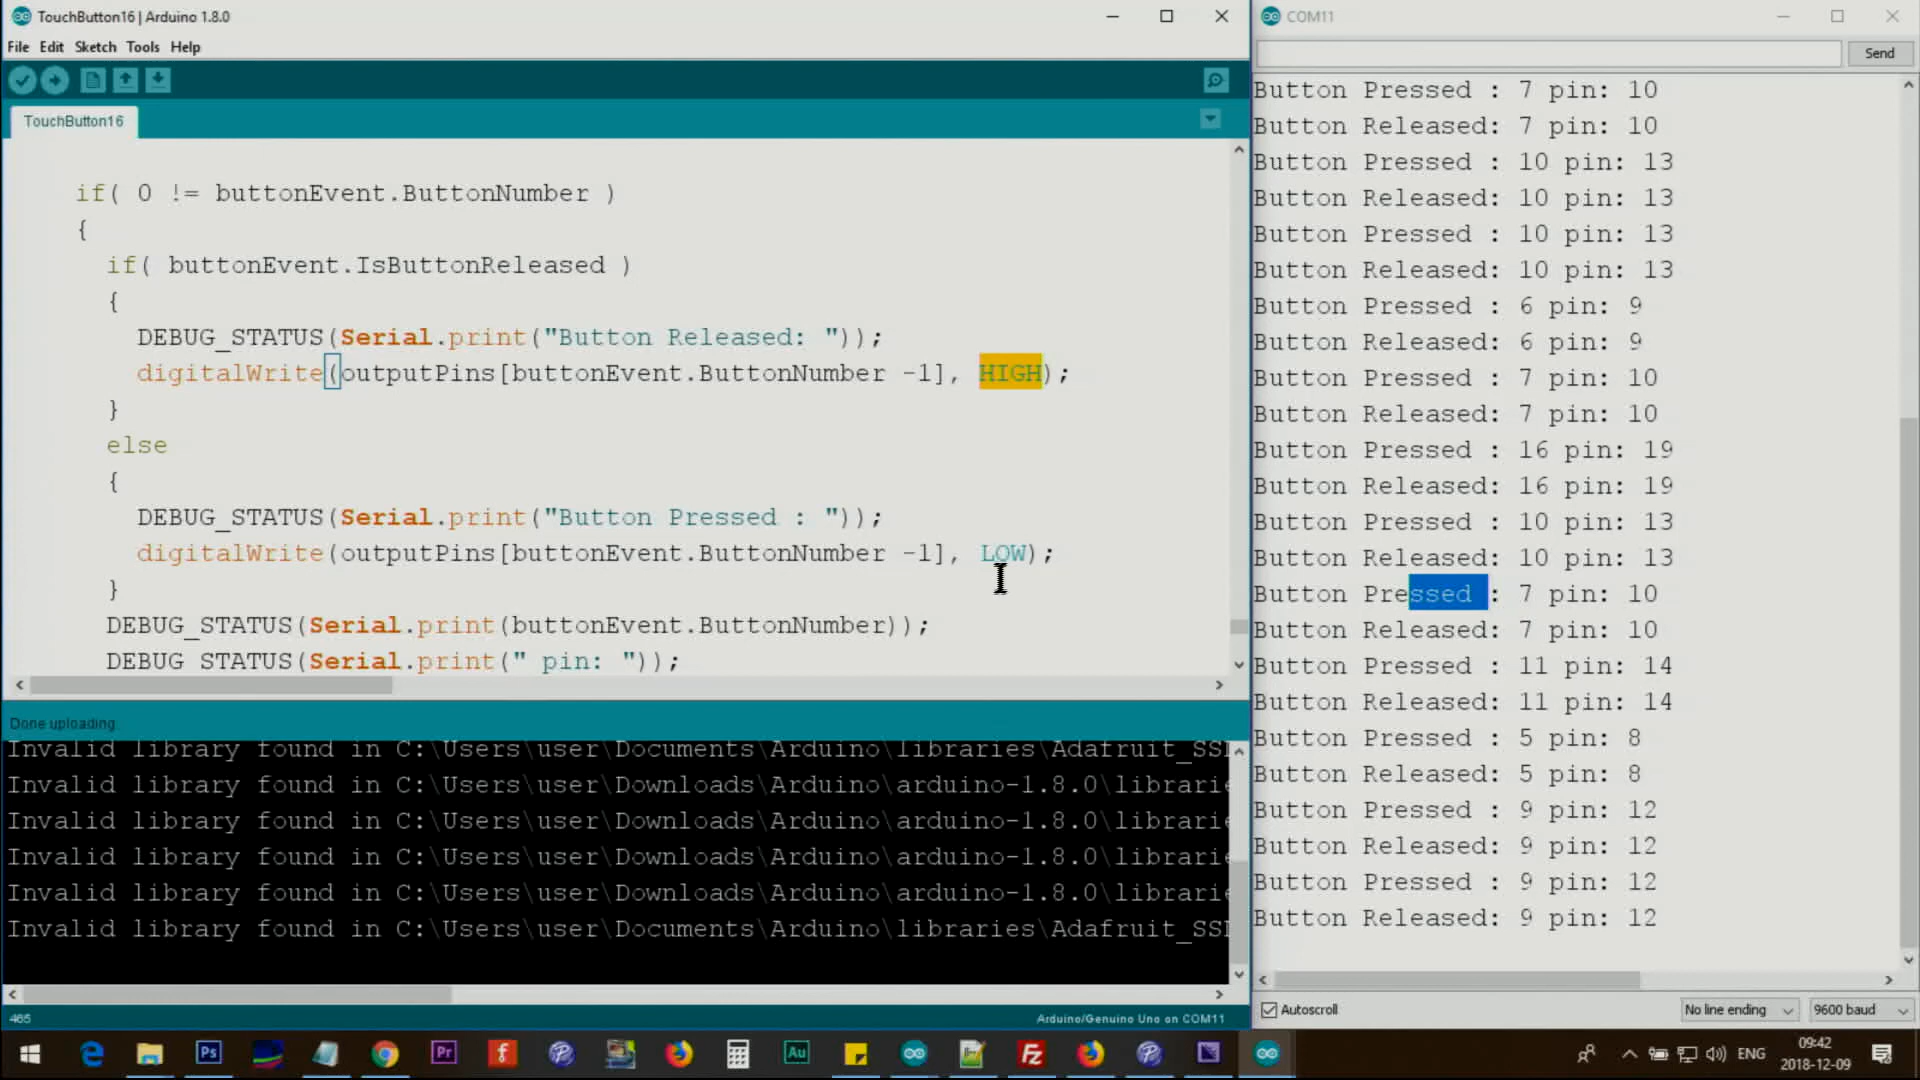 TouchButton16 | Arduino 1.8.0
File Edit Sketch Tools Help
TouchButton16
if( 0 != buttonEvent.ButtonNumber )
{
if( buttonEvent.IsButtonReleased )
{
DEBUG_STATUS(Serial.print("Button Released: "));
digitalWrite(outputPins[buttonEvent.ButtonNumber -1], HIGH);
}
else
{
DEBUG_STATUS(Serial.print("Button Pressed : "));
digitalWrite(outputPins[buttonEvent.ButtonNumber -1], LOW);
}
DEBUG_STATUS(Serial.print(buttonEvent.ButtonNumber));
DEBUG_STATUS(Serial.print(" pin: "));
Done uploading.
Invalid library found in C:\Users\user\Documents\Arduino\libraries\Adafruit_SS
Invalid library found in C:\Users\user\Downloads\Arduino\arduino-1.8.0\librarie
Invalid library found in C:\Users\user\Downloads\Arduino\arduino-1.8.0\librarie
Invalid library found in C:\Users\user\Downloads\Arduino\arduino-1.8.0\librarie
Invalid library found in C:\Users\user\Downloads\Arduino\arduino-1.8.0\librarie
Invalid library found in C:\Users\user\Documents\Arduino\libraries\Adafruit_SS
465
Arduino/Genuino Uno on COM11
COM11
Send
Button Pressed : 7 pin: 10
Button Released: 7 pin: 10
Button Pressed : 10 pin: 13
Button Released: 10 pin: 13
Button Pressed : 10 pin: 13
Button Released: 10 pin: 13
Button Pressed : 6 pin: 9
Button Released: 6 pin: 9
Button Pressed : 7 pin: 10
Button Released: 7 pin: 10
Button Pressed : 16 pin: 19
Button Released: 16 pin: 19
Button Pressed : 10 pin: 13
Button Released: 10 pin: 13
Button Pressed : 7 pin: 10
Button Released: 7 pin: 10
Button Pressed : 11 pin: 14
Button Released: 11 pin: 14
Button Pressed : 5 pin: 8
Button Released: 5 pin: 8
Button Pressed : 9 pin: 12
Button Released: 9 pin: 12
Button Pressed : 9 pin: 12
Button Released: 9 pin: 12
Autoscroll
No line ending
9600 baud
Ps
Pr
f
Au
Fz
ENG
09:42
2018-12-09